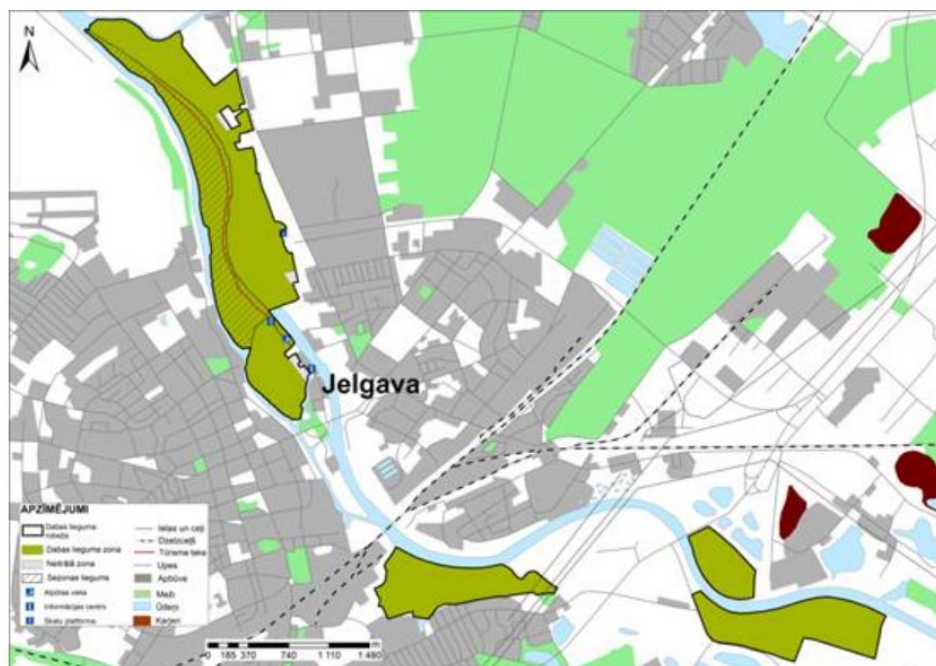 N
Jelgava
APZĪMĒJUMI
Dabas lieguma
robeža
Dabas lieguma zona
Neitrālā zona
Sezonas liegums
Atpūtas vieta
Informācijas centrs
Skatu platforma
Ielas un ceļi
Dzelzceļš
Tūrisma taka
Upes
Apbūve
Meži
Ūdeņi
Karjeri
0 185 370 740 1 110 1 480
m